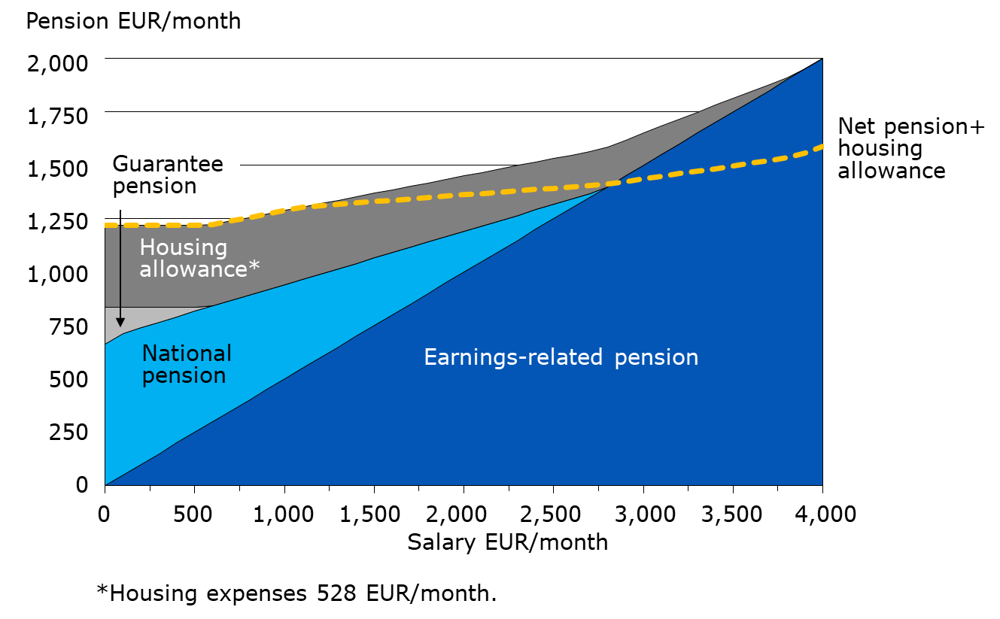 Pension EUR/month
2,000
1,750
1,500
1,250
1,000
750
500
250
0
Guarantee
pension
Housing
allowance*
National
pension
Earnings-related pension
Net pension+
housing
allowance
0
500
1,000
1,500
2,000
2,500
3,000
3,500
4,000
Salary EUR/month
*Housing expenses 528 EUR/month.